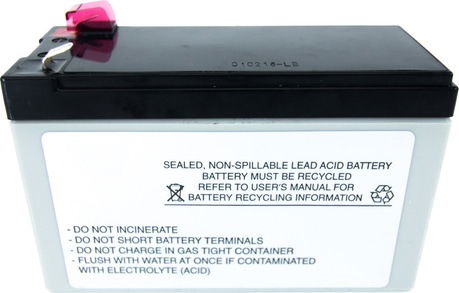 010216-LS
SEALED, NON-SPILLABLE LEAD ACID BATTERY
BATTERY MUST BE RECYCLED
REFER TO USER'S MANUAL FOR
BATTERY RECYCLING INFORMATION
- DO NOT INCINERATE
- DO NOT SHORT BATTERY TERMINALS
- DO NOT CHARGE IN GAS TIGHT CONTAINER
- FLUSH WITH WATER AT ONCE IF CONTAMINATED
WITH ELECTROLYTE (ACID)